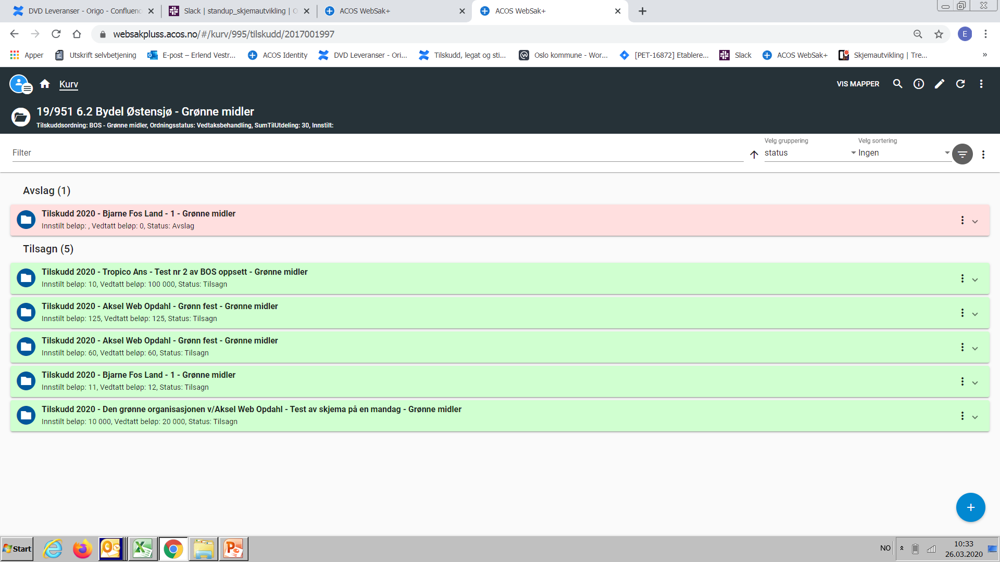 DVD Leveranser - Origo - Confluenc
Slack | standup_skjemautvikling | O
ACOS WebSak+
ACOS WebSak+
websakpluss.acos.no/#/kurv/995/tilskudd/2017001997
E
Apper
Utskrift selvbetjening
E-post – Erlend Vestr...
ACOS Identity
DVD Leveranser - Ori...
Tilskudd, legat og sti...
Oslo kommune - Wor...
[PET-16872] Etablere...
Slack
ACOS WebSak+
Skjemautvikling | Tre...
»
Kurv
VIS MAPPER
19/951 6.2 Bydel Østensjø - Grønne midler
Tilskuddsordning: BOS - Grønne midler, Ordningsstatus: Vedtaksbehandling, SumTilUtdeling: 30, Innstilt:
Filter
Velg gruppering
status
Velg sortering
Ingen
Avslag (1)
Tilskudd 2020 - Bjarne Fos Land - 1 - Grønne midler
Innstilt beløp: , Vedtatt beløp: 0, Status: Avslag
Tilsagn (5)
Tilskudd 2020 - Tropico Ans - Test nr 2 av BOS oppsett - Grønne midler
Innstilt beløp: 10, Vedtatt beløp: 100 000, Status: Tilsagn
Tilskudd 2020 - Aksel Web Opdahl - Grønn fest - Grønne midler
Innstilt beløp: 125, Vedtatt beløp: 125, Status: Tilsagn
Tilskudd 2020 - Aksel Web Opdahl - Grønn fest - Grønne midler
Innstilt beløp: 60, Vedtatt beløp: 60, Status: Tilsagn
Tilskudd 2020 - Bjarne Fos Land - 1 - Grønne midler
Innstilt beløp: 11, Vedtatt beløp: 12, Status: Tilsagn
Tilskudd 2020 - Den grønne organisasjonen v/Aksel Web Opdahl - Test av skjema på en mandag - Grønne midler
Innstilt beløp: 10 000, Vedtatt beløp: 20 000, Status: Tilsagn
Start
NO
10:33
26.03.2020